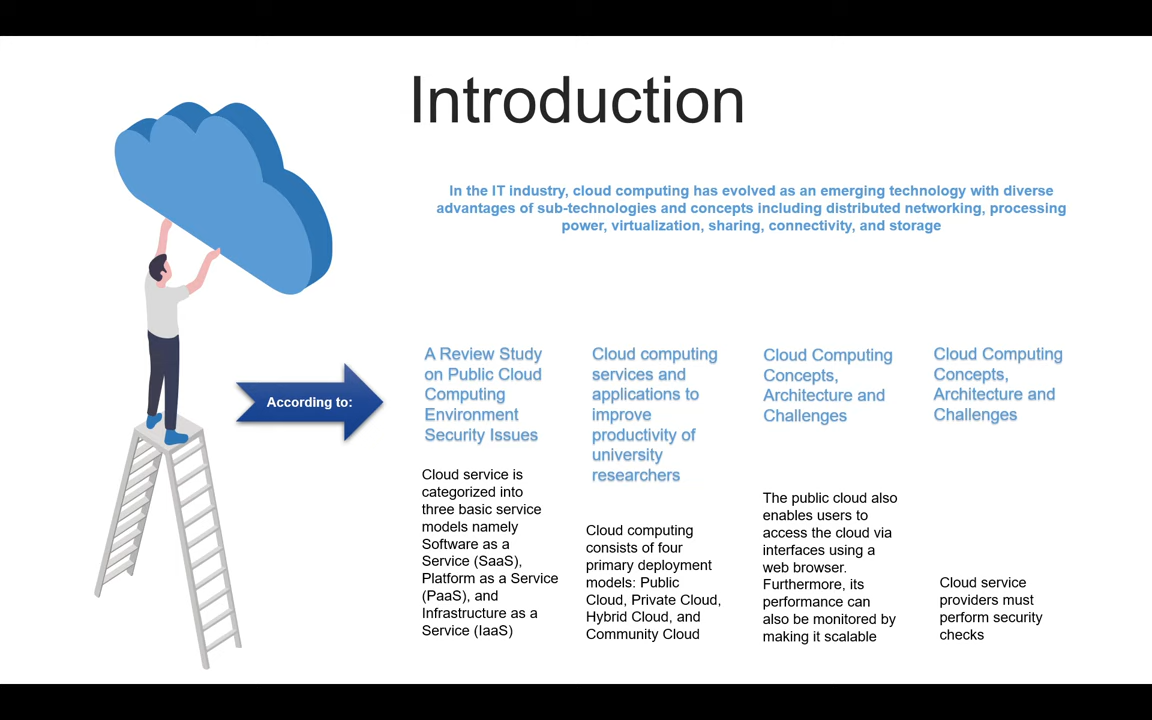 Introduction
In the IT industry, cloud computing has evolved as an emerging technology with diverse
advantages of sub-technologies and concepts including distributed networking, processing
power, virtualization, sharing, connectivity, and storage
According to:
A Review Study
on Public Cloud
Computing
Environment
Security Issues
Cloud service is
categorized into
three basic service
models namely
Software as a
Service (SaaS),
Platform as a Service
(PaaS), and
Infrastructure as a
Service (IaaS)
Cloud computing
services and
applications to
improve
productivity of
university
researchers
Cloud computing
consists of four
primary deployment
models: Public
Cloud, Private Cloud,
Hybrid Cloud, and
Community Cloud
Cloud Computing
Concepts,
Architecture and
Challenges
The public cloud also
enables users to
access the cloud via
interfaces using a
web browser.
Furthermore, its
performance can
also be monitored by
making it scalable
Cloud Computing
Concepts,
Architecture and
Challenges
Cloud service
providers must
perform security
checks